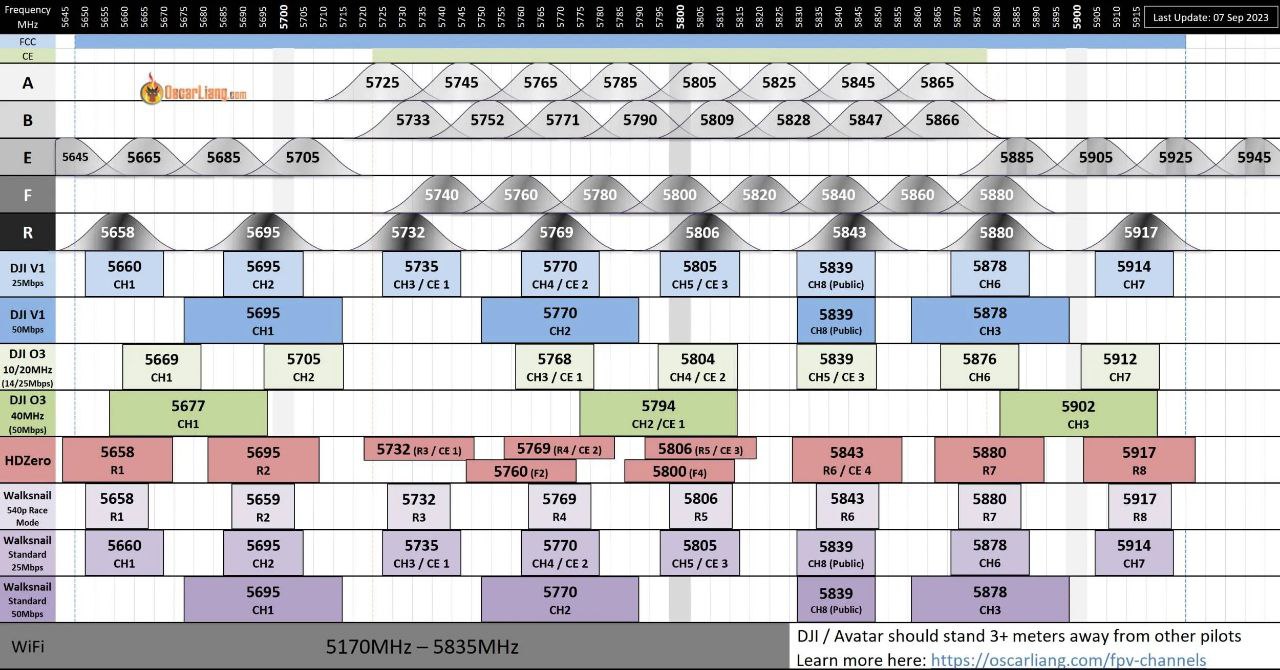 Frequency MHz 5645 5650 5655 5660 5665 5670 5675 5680 5685 5690 5695 5700 5705 5710 5715 5720 5725 5730 5735 5740 5745 5750 5755 5760 5765 5770 5775 5780 5785 5790 5795 5800 5805 5810 5815 5820 5825 5830 5835 5840 5845 5850 5855 5860 5865 5870 5875 5880 5885 5890 5895 5900 5905 5910 5915 Last Update: 07 Sep 2023
FCC
CE
A 5725 5745 5765 5785 5805 5825 5845 5865
OscarLiang.com
B 5733 5752 5771 5790 5809 5828 5847 5866
E 5645 5665 5685 5705 5885 5905 5925 5945
F 5740 5760 5780 5800 5820 5840 5860 5880
R 5658 5695 5732 5769 5806 5843 5880 5917
DJI V1 5660 5695 5735 5770 5805 5839 5878 5914
25Mbps CH1 CH2 CH3 / CE 1 CH4 / CE 2 CH5 / CE 3 CH8 (Public) CH6 CH7
DJI V1 5695 5770 5839 5878
50Mbps CH1 CH2 CH8 (Public) CH3
DJI O3 5669 5705 5768 5804 5839 5876 5912
10/20MHz
(14/25Mbps) CH1 CH2 CH3 / CE 1 CH4 / CE 2 CH5 / CE 3 CH6 CH7
DJI O3 5677 5794 5902
40MHz
(50Mbps) CH1 CH2 /CE 1 CH3
HDZero 5658 5695 5732 (R3 / CE 1) 5769 (R4 / CE 2) 5806 (R5 / CE 3) 5843 5880 5917
R1 R2 5760 (F2) 5800 (F4) R6 / CE 4 R7 R8
Walksnail 5658 5659 5732 5769 5806 5843 5880 5917
540p Race
Mode R1 R2 R3 R4 R5 R6 R7 R8
Walksnail 5660 5695 5735 5770 5805 5839 5878 5914
Standard
25Mbps CH1 CH2 CH3 / CE 1 CH4 / CE 2 CH5 / CE 3 CH8 (Public) CH6 CH7
Walksnail 5695 5770 5839 5878
Standard
50Mbps CH1 CH2 CH8 (Public) CH3
WiFi 5170MHz – 5835MHz
DJI / Avatar should stand 3+ meters away from other pilots
Learn more here: https://oscarliang.com/fpv-channels